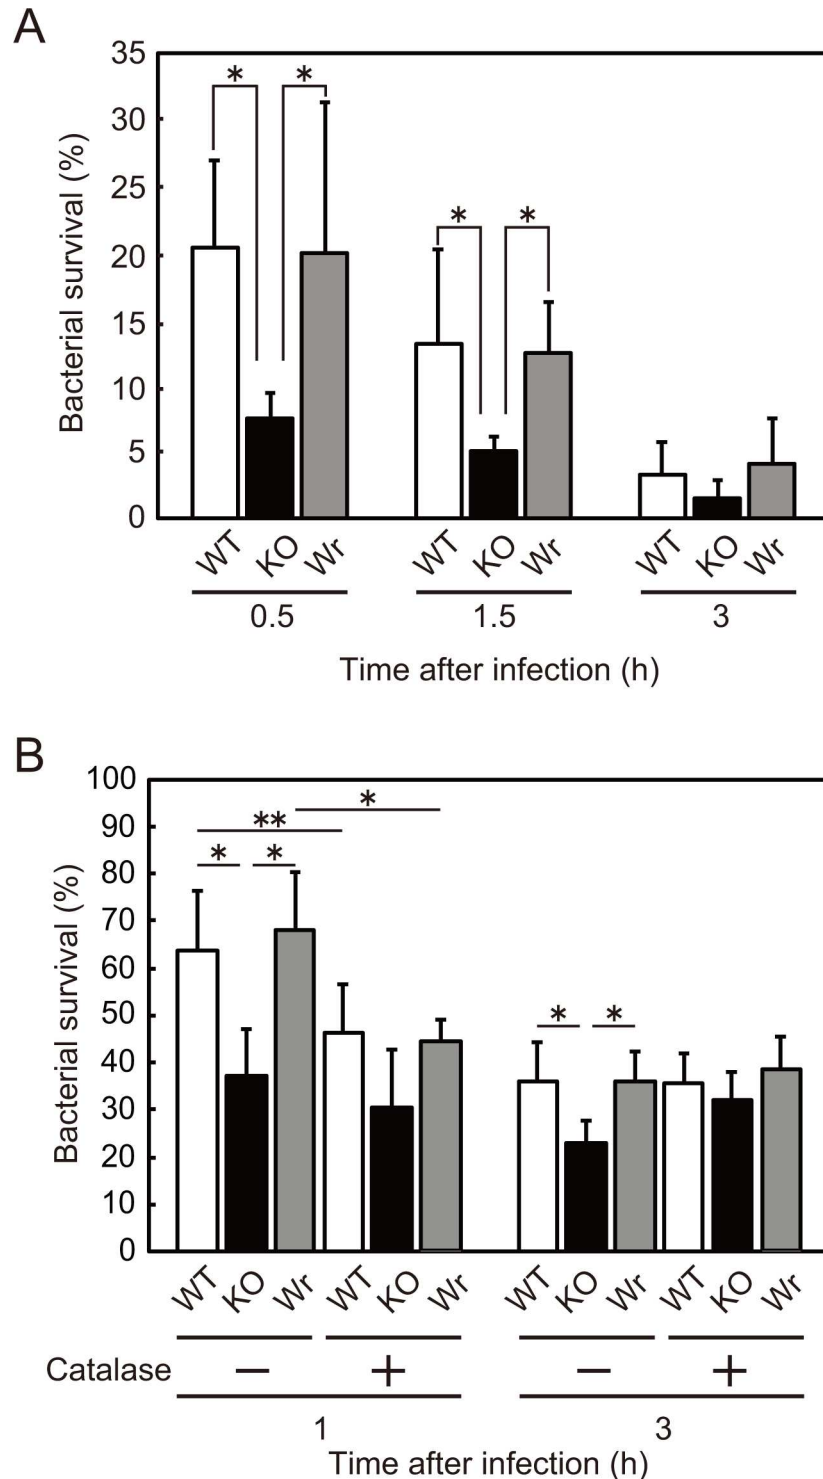 A
Bacterial survival (%)
35
30
25
20
15
10
5
0
* *
* *
WT KO Wr WT KO Wr WT KO Wr
0.5 1.5 3
Time after infection (h)
B
Bacterial survival (%)
100
90
80
70
60
50
40
30
20
10
0
*
**
* *
* *
WT KO Wr WT KO Wr WT KO Wr WT KO Wr
Catalase − + − +
1 3
Time after infection (h)